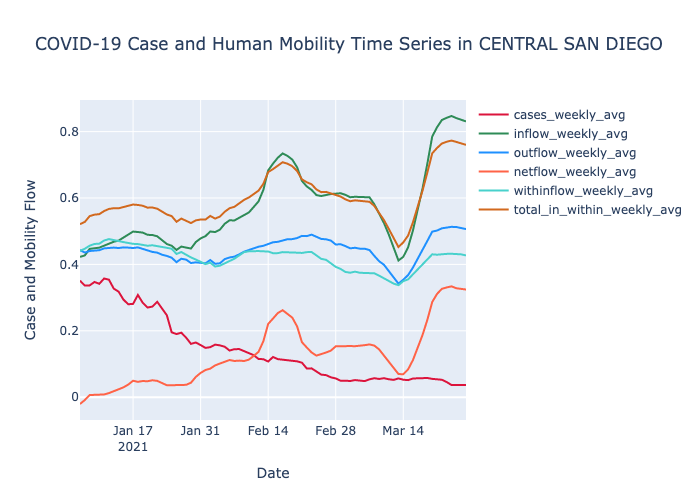 COVID-19 Case and Human Mobility Time Series in CENTRAL SAN DIEGO
cases_weekly_avg
inflow_weekly_avg
outflow_weekly_avg
netflow_weekly_avg
withinflow_weekly_avg
total_in_within_weekly_avg
Case and Mobility Flow
0.8
0.6
0.4
0.2
0
Jan 17
2021
Jan 31
Feb 14
Feb 28
Mar 14
Date